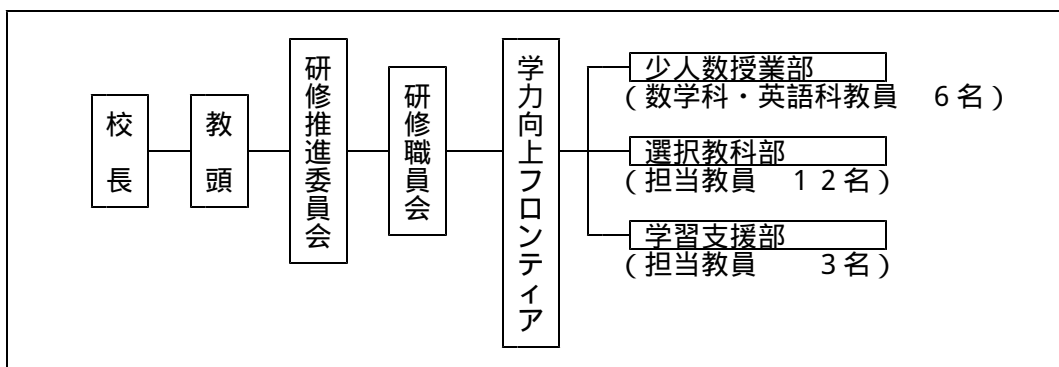 校長
教頭
研修推進委員会
研修職員会
学力向上フロンティア
少人数授業部
(数学科・英語科教員 6名)
選択教科部
(担当教員 12名)
学習支援部
(担当教員 3名)